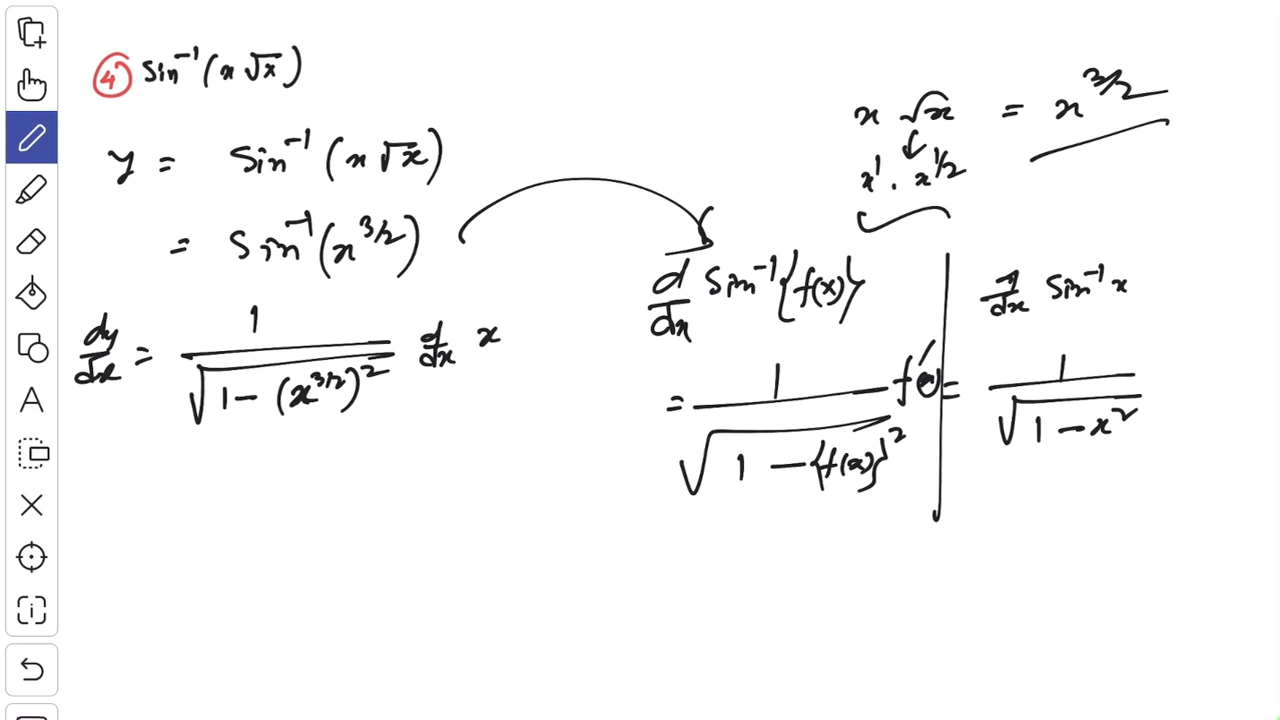 ④ Sin⁻¹(x√x)
y = Sin⁻¹(x√x)
= Sin⁻¹(x^3/2)
dy/dx = 1/√(1-(x^3/2)²) d/dx x
x √x = x^3/2
x¹ . x^1/2
d/dx Sin⁻¹{f(x)}
= 1/√(1-{f(x)}²) f'(x)
d/dx Sin⁻¹x
= 1/√(1-x²)
A